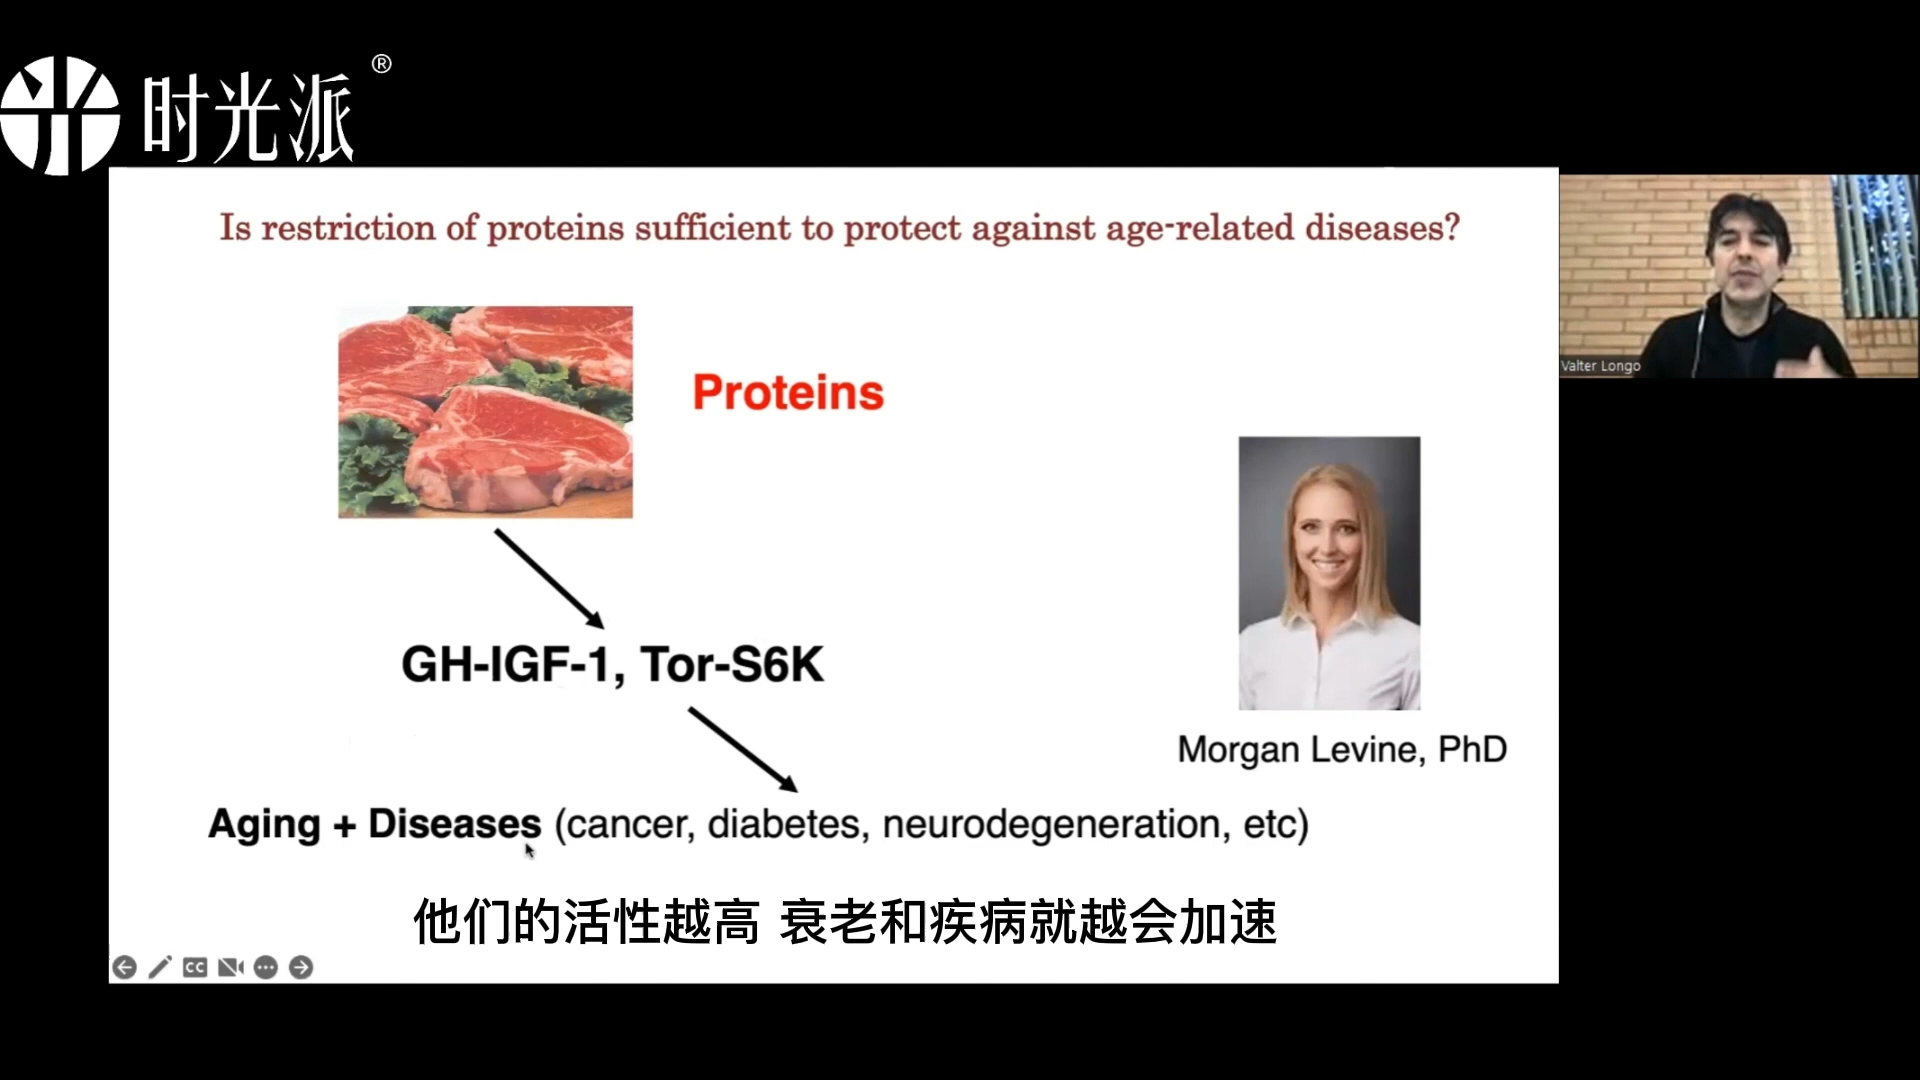 时光派®
Is restriction of proteins sufficient to protect against age-related diseases?
Valter Longo
Proteins
GH-IGF-1, Tor-S6K
Morgan Levine, PhD
Aging + Diseases (cancer, diabetes, neurodegeneration, etc)
他们的活性越高 衰老和疾病就越会加速
CC